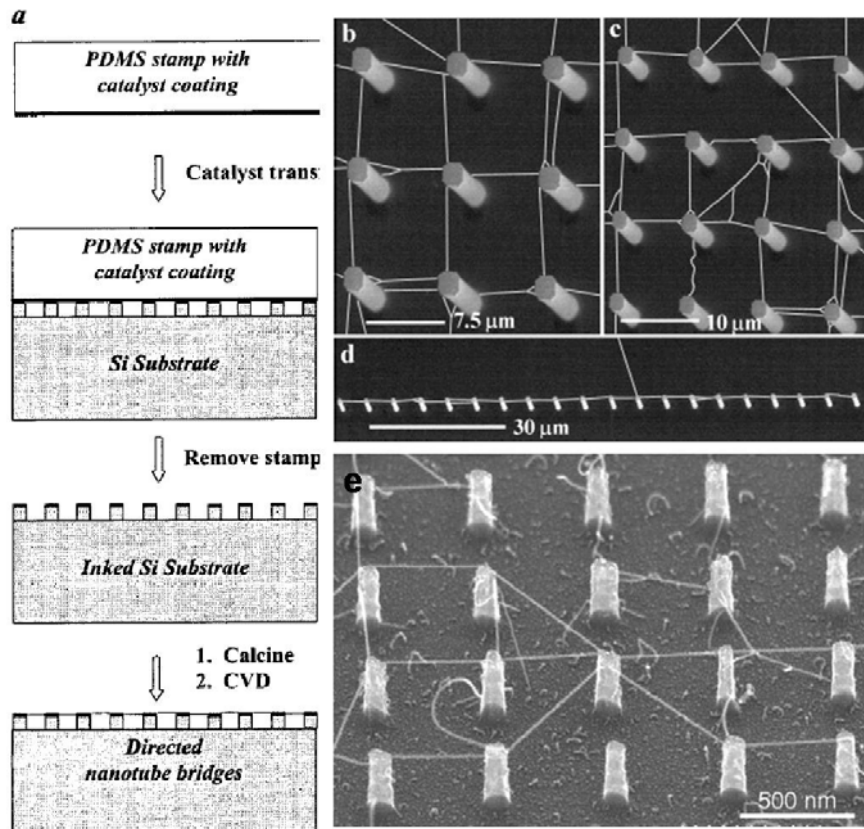 a
PDMS stamp with
catalyst coating
Catalyst trans
PDMS stamp with
catalyst coating
Si Substrate
Remove stamp
Inked Si Substrate
1. Calcine
2. CVD
Directed
nanotube bridges
b
7.5 µm
c
10 µm
d
30 µm
e
500 nm